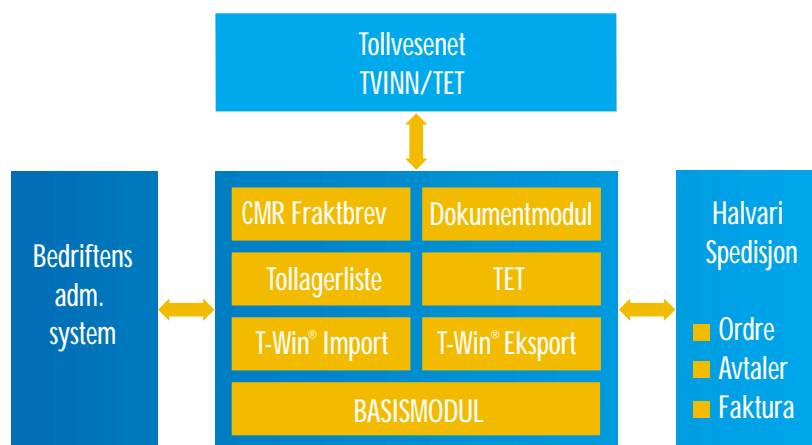 Tollvesenet
TVINN/TET
Bedriftens
adm.
system
CMR Fraktbrev
Dokumentmodul
Tollagerliste
TET
T-Win® Import
T-Win® Eksport
BASISMODUL
Halvari
Spedisjon
Ordre
Avtaler
Faktura